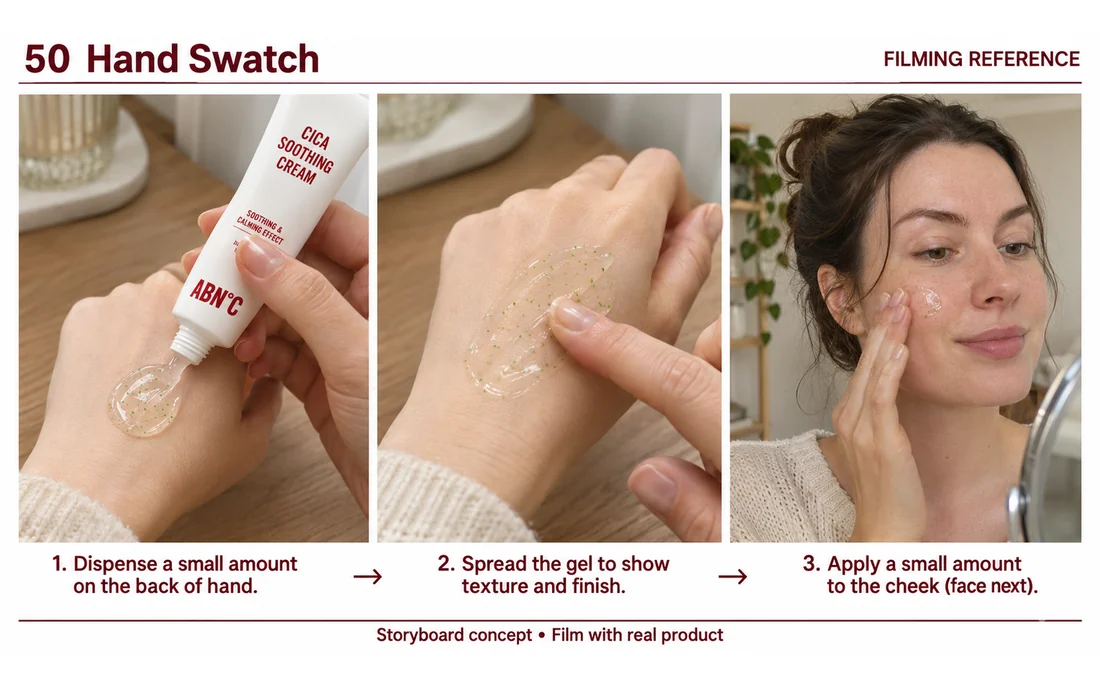 50 Hand Swatch
FILMING REFERENCE
CICA
SOOTHING
CREAM
SOOTHING &
CALMING EFFECT
ABN°C
1. Dispense a small amount
on the back of hand.
→
2. Spread the gel to show
texture and finish.
→
3. Apply a small amount
to the cheek (face next).
Storyboard concept • Film with real product